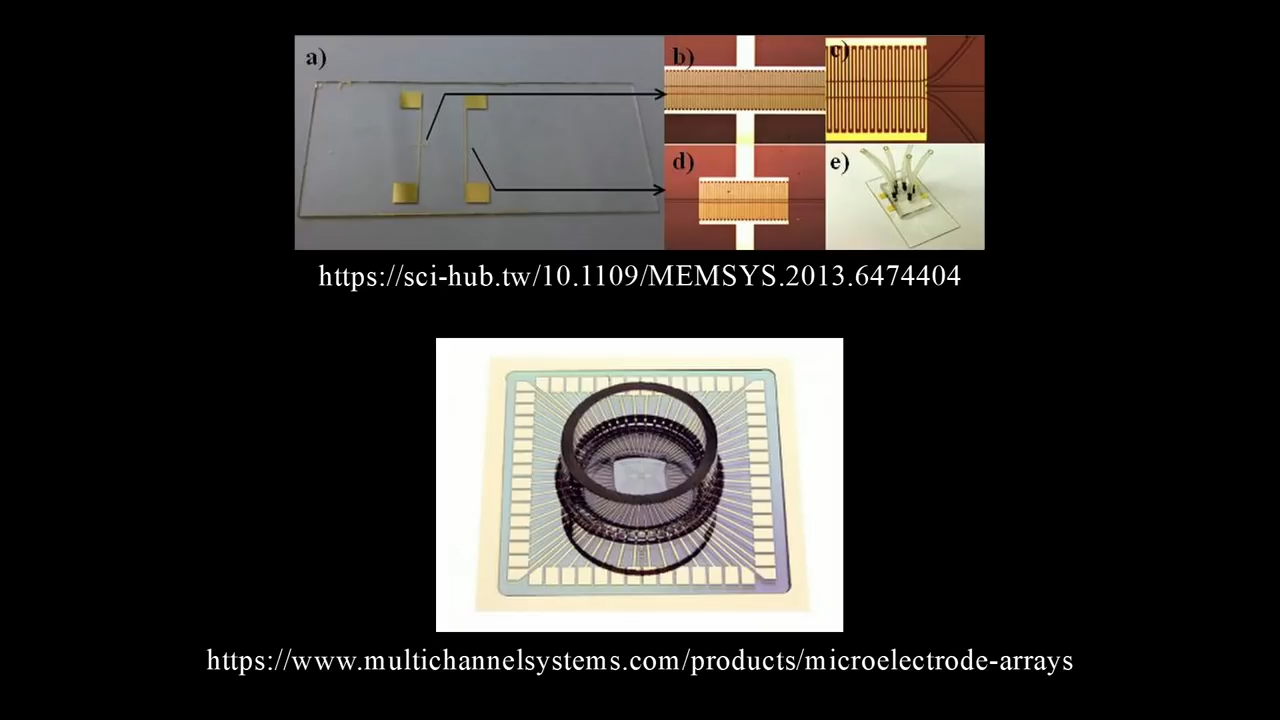 a)
b)
c)
d)
e)
https://sci-hub.tw/10.1109/MEMSYS.2013.6474404
https://www.multichannelsystems.com/products/microelectrode-arrays